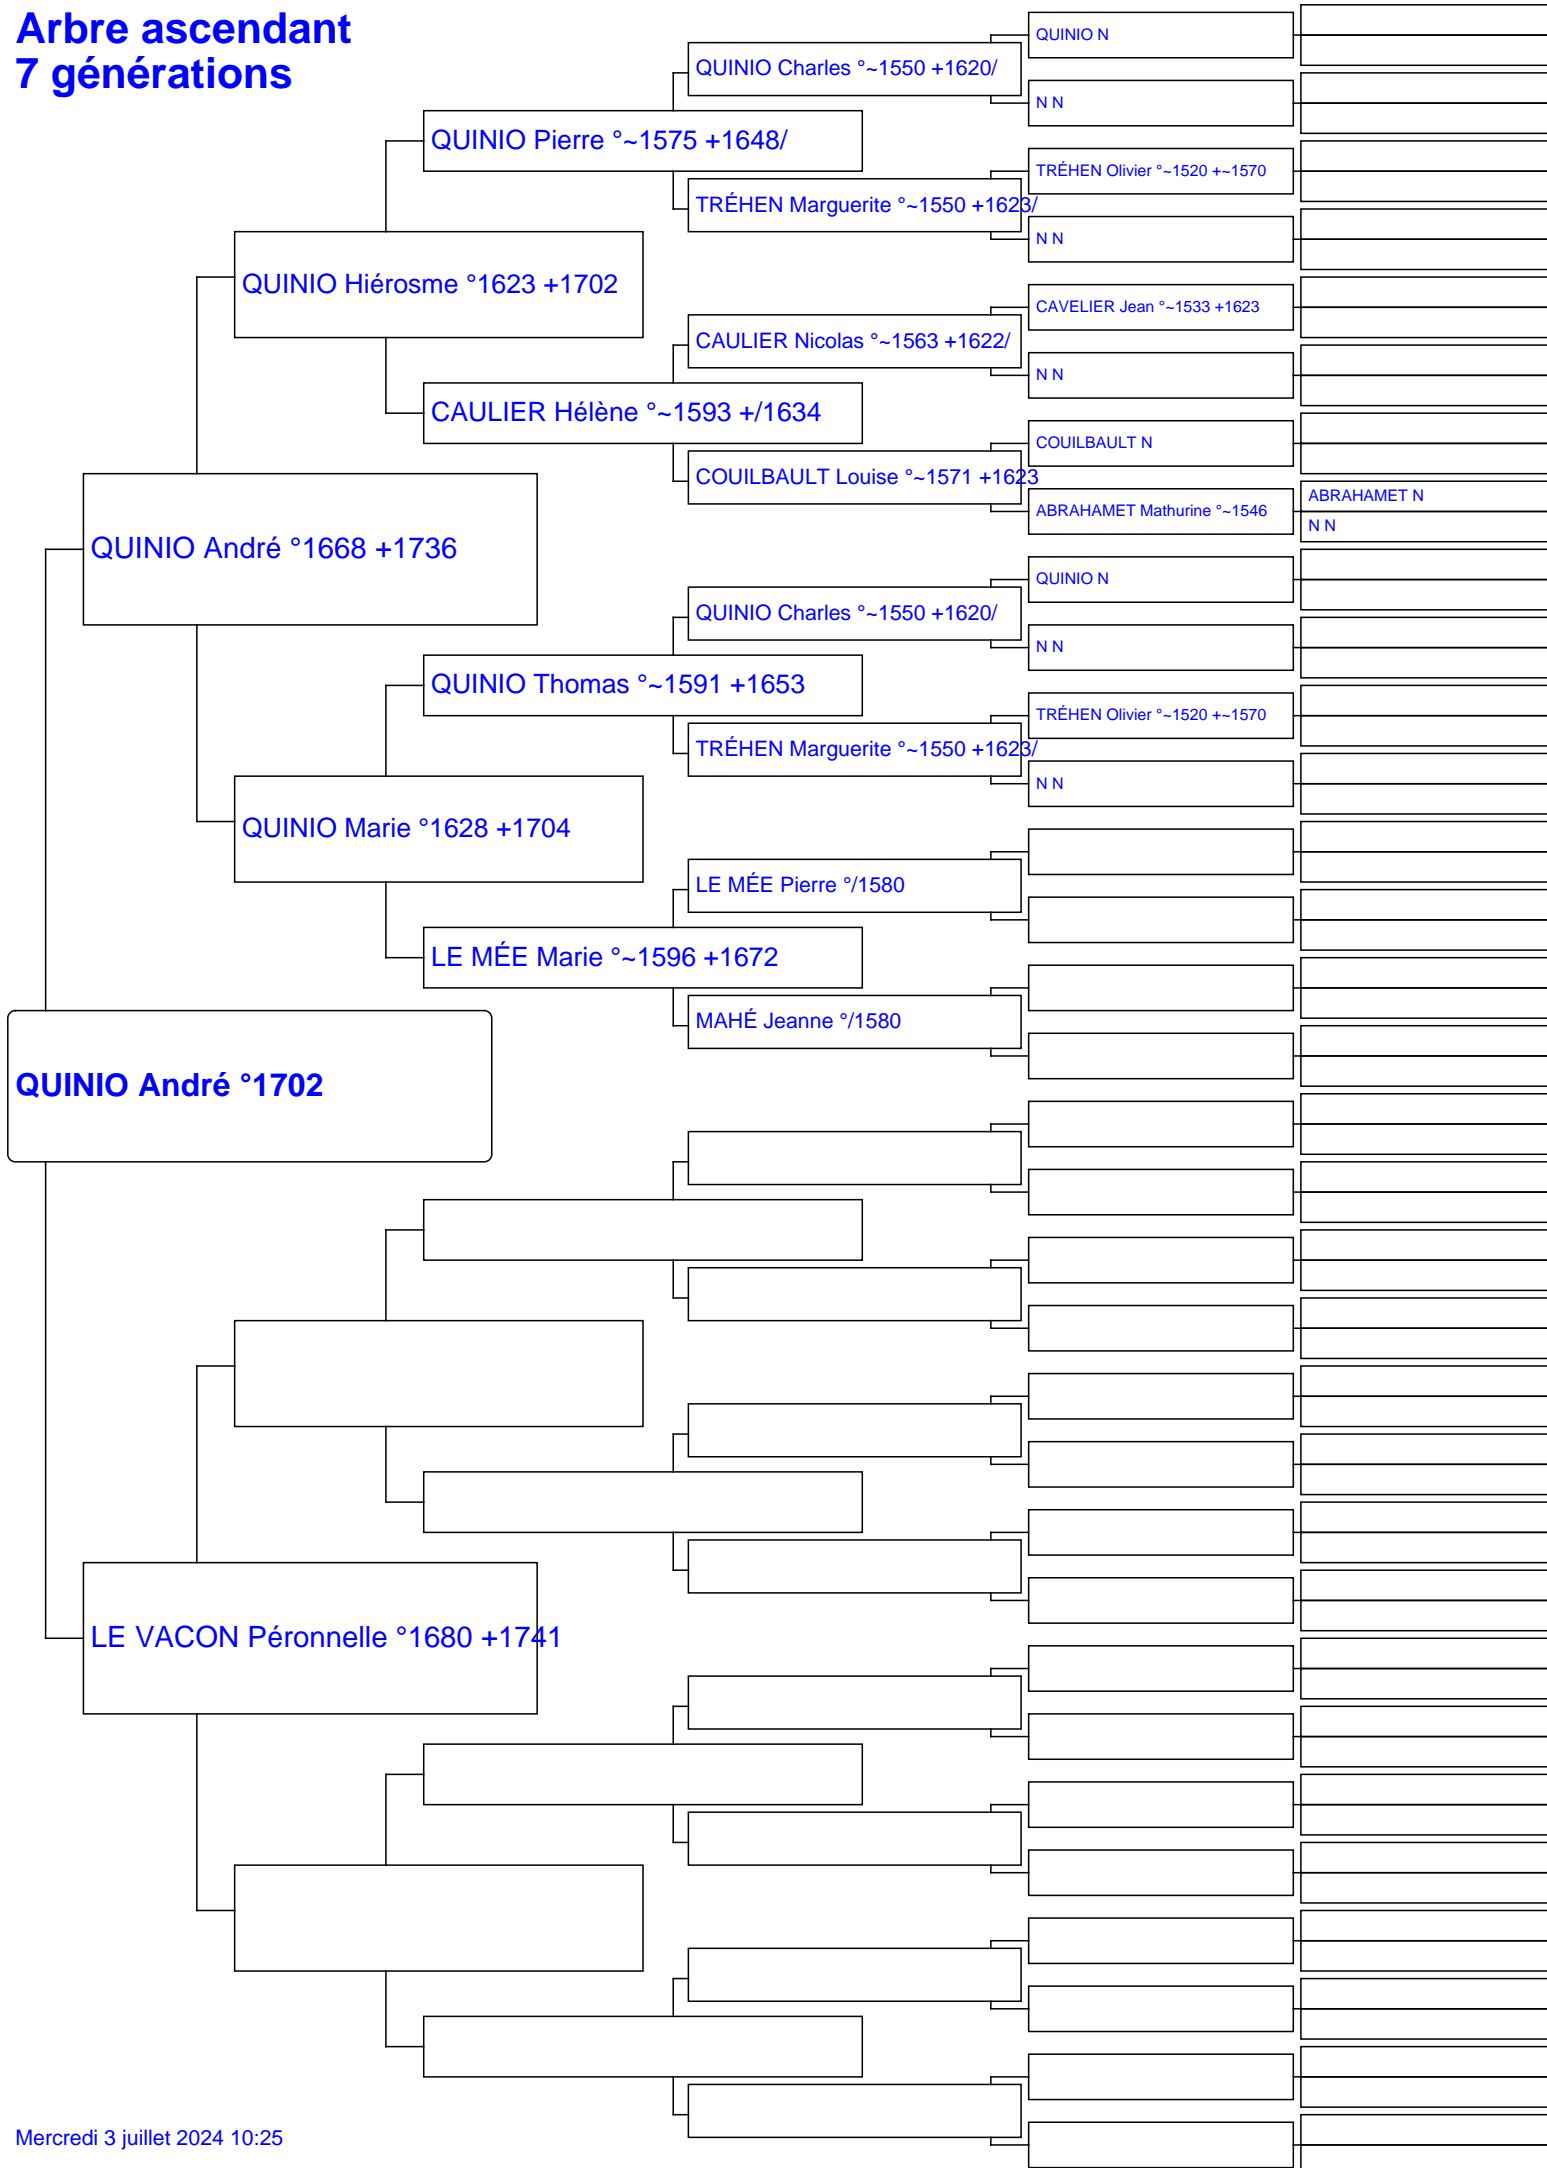 Arbre ascendant
7 générations
QUINIO N
QUINIO Charles °~1550 +1620/
N N
QUINIO Pierre °~1575 +1648/
TRÉHEN Olivier °~1520 +~1570
TRÉHEN Marguerite °~1550 +1623/
N N
QUINIO Hiérosme °1623 +1702
CAVELIER Jean °~1533 +1623
CAULIER Nicolas °~1563 +1622/
N N
CAULIER Hélène °~1593 +/1634
COUILBAULT N
COUILBAULT Louise °~1571 +1623
ABRAHAMET N
ABRAHAMET Mathurine °~1546
N N
QUINIO André °1668 +1736
QUINIO N
QUINIO Charles °~1550 +1620/
N N
QUINIO Thomas °~1591 +1653
TRÉHEN Olivier °~1520 +~1570
TRÉHEN Marguerite °~1550 +1623/
N N
QUINIO Marie °1628 +1704
LE MÉE Pierre °/1580
LE MÉE Marie °~1596 +1672
MAHÉ Jeanne °/1580
QUINIO André °1702
LE VACON Péronnelle °1680 +1741
Mercredi 3 juillet 2024 10:25